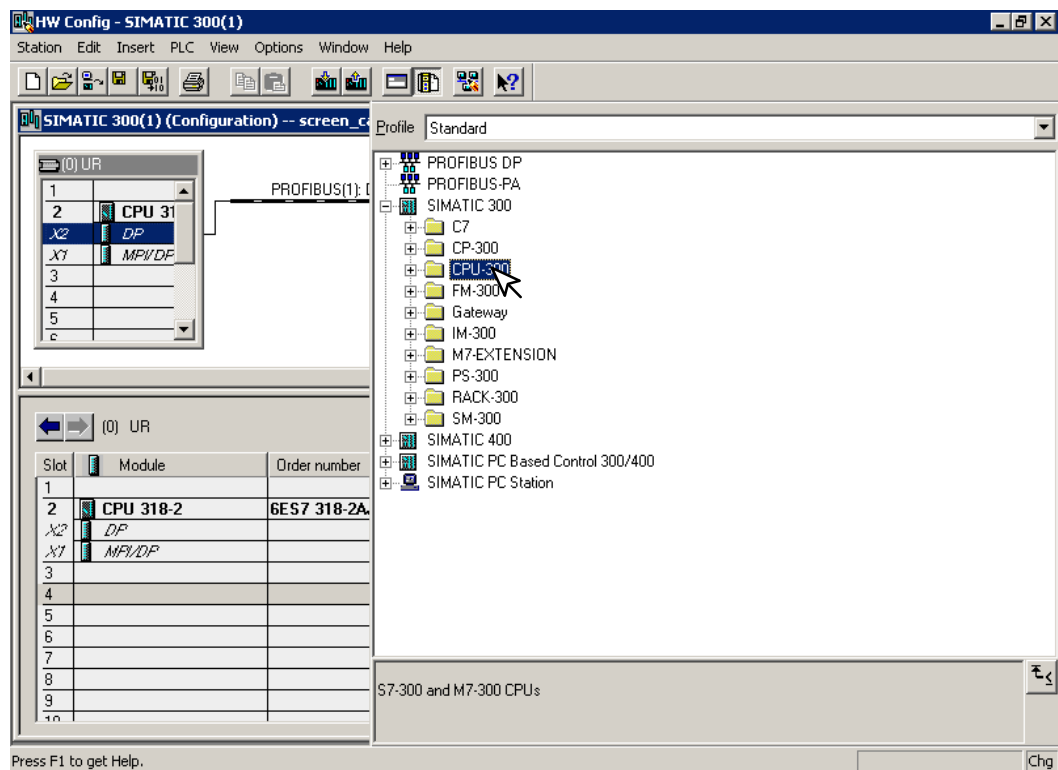 HW Config - SIMATIC 300(1)
Station Edit Insert PLC View Options Window Help
SIMATIC 300(1) (Configuration) -- screen_ca
(0) UR
1
2 CPU 31
X2 DP
X1 MPI/DP
3
4
5
6
PROFIBUS(1): D
Profile Standard
PROFIBUS DP
PROFIBUS-PA
SIMATIC 300
C7
CP-300
CPU-300
FM-300
Gateway
IM-300
M7-EXTENSION
PS-300
RACK-300
SM-300
SIMATIC 400
SIMATIC PC Based Control 300/400
SIMATIC PC Station
(0) UR
Slot Module Order number
1
2 CPU 318-2 6ES7 318-2A
X2 DP
X1 MPI/DP
3
4
5
6
7
8
9
10
S7-300 and M7-300 CPUs
Press F1 to get Help.
Chg